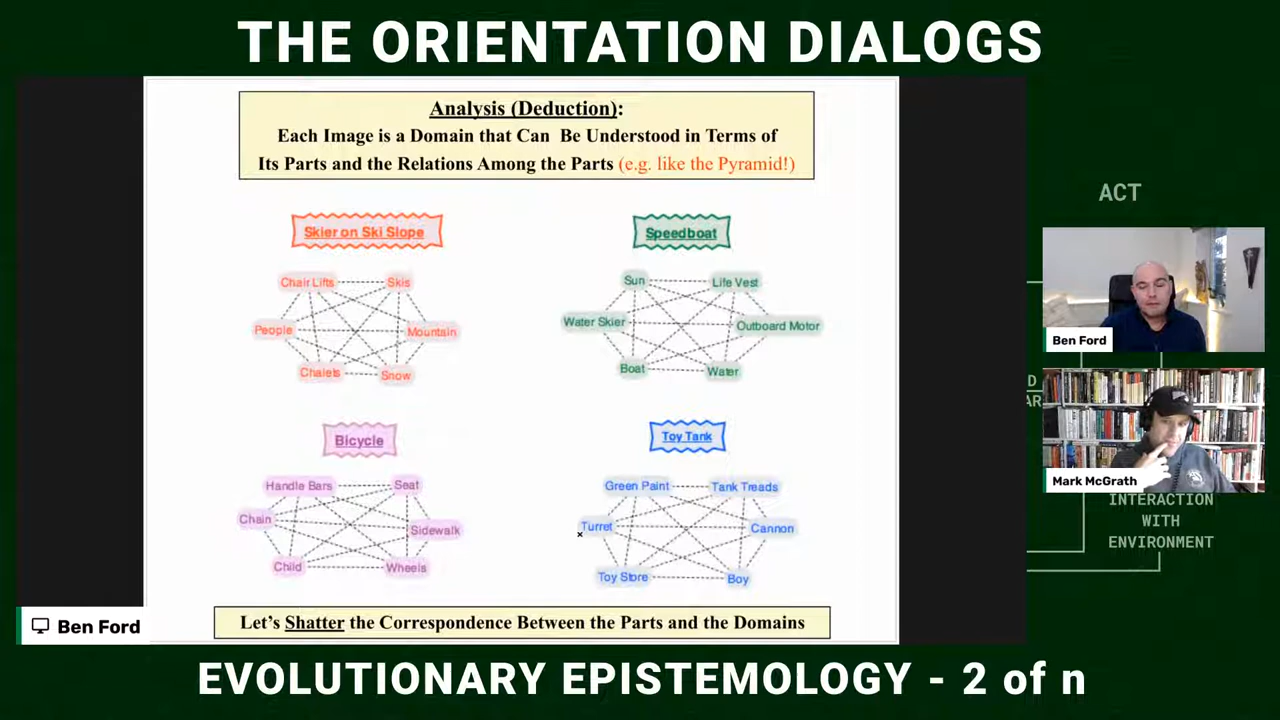 THE ORIENTATION DIALOGS
Analysis (Deduction):
Each Image is a Domain that Can Be Understood in Terms of
Its Parts and the Relations Among the Parts (e.g. like the Pyramid!)
Skier on Ski Slope
Chair Lifts
Skis
People
Mountain
Chalets
Snow
Speedboat
Sun
Life Vest
Water Skier
Outboard Motor
Boat
Water
Bicycle
Handle Bars
Seat
Chain
Sidewalk
Child
Wheels
Toy Tank
Green Paint
Tank Treads
Turret
Cannon
Toy Store
Boy
Let's Shatter the Correspondence Between the Parts and the Domains
Ben Ford
ACT
Ben Ford
Mark McGrath
INTERACTION
WITH
ENVIRONMENT
EVOLUTIONARY EPISTEMOLOGY - 2 of n